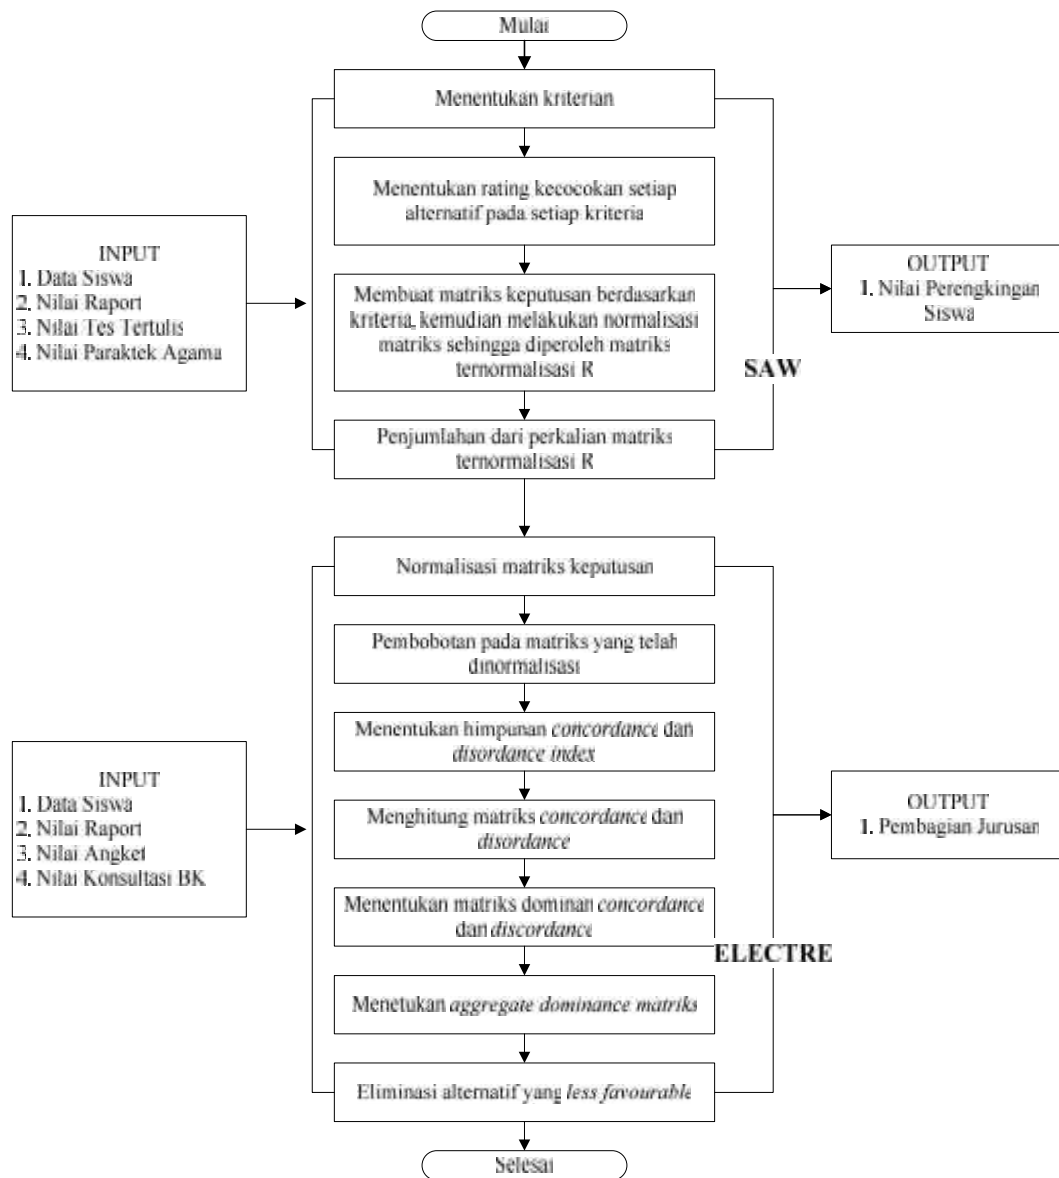 Mulai
Menentukan kriterian
Menentukan rating kecocokan setiap
alternatif pada setiap kriteria
INPUT
1. Data Siswa
2. Nilai Raport
3. Nilai Tes Tertulis
4. Nilai Paraktek Agama
Membuat matriks keputusan berdasarkan
kriteria, kemudian melakukan normalisasi
matriks sehingga diperoleh matriks
ternormalisasi R
OUTPUT
1. Nilai Perengkingan
Siswa
SAW
Penjumlahan dari perkalian matriks
ternormalisasi R
Normalisasi matriks keputusan
Pembobotan pada matriks yang telah
dinormalisasi
Menentukan himpunan concordance dan
disordance index
INPUT
1. Data Siswa
2. Nilai Raport
3. Nilai Angket
4. Nilai Konsultasi BK
Menghitung matriks concordance dan
disordance
OUTPUT
1. Pembagian Jurusan
Menentukan matriks dominan concordance
dan discordance
ELECTRE
Menetukan aggregate dominance matriks
Eliminasi alternatif yang less favourable
Selesai